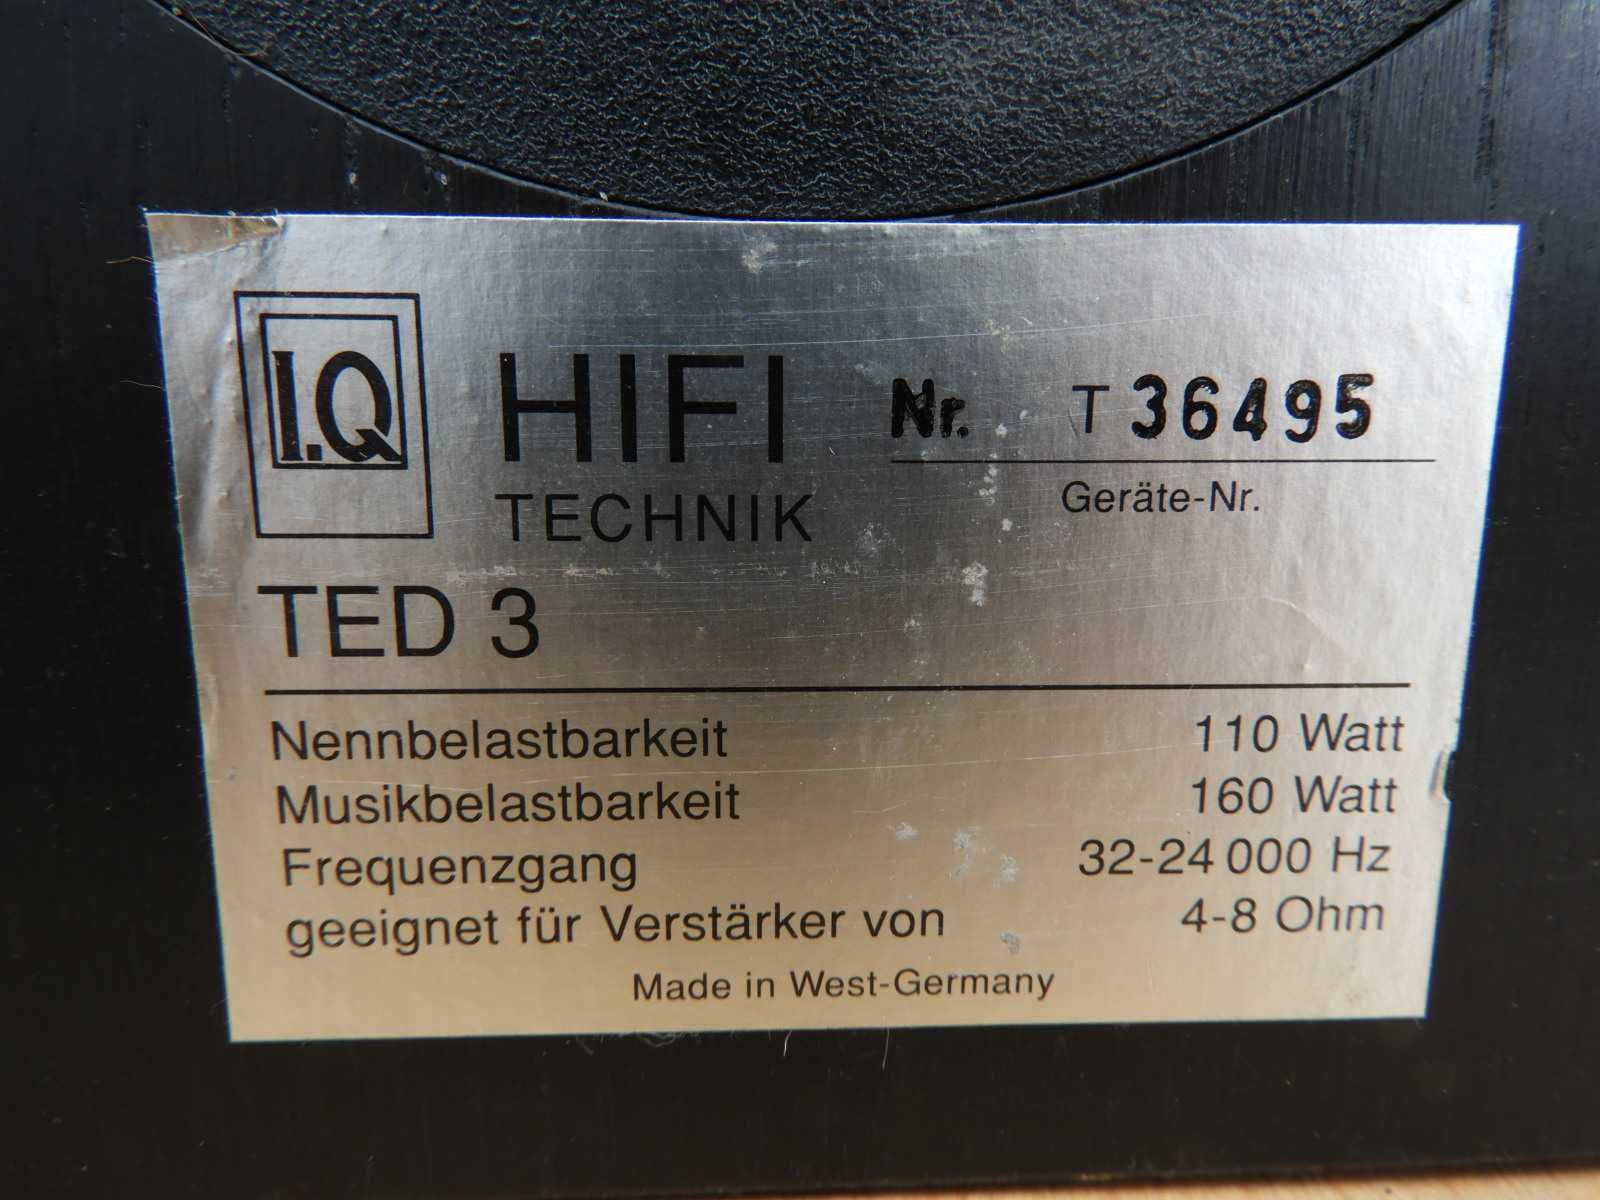 I.Q
HIFI
TECHNIK
Nr. T 36495
Geräte-Nr.
TED 3
Nennbelastbarkeit 110 Watt
Musikbelastbarkeit 160 Watt
Frequenzgang 32-24 000 Hz
geeignet für Verstärker von 4-8 Ohm
Made in West-Germany